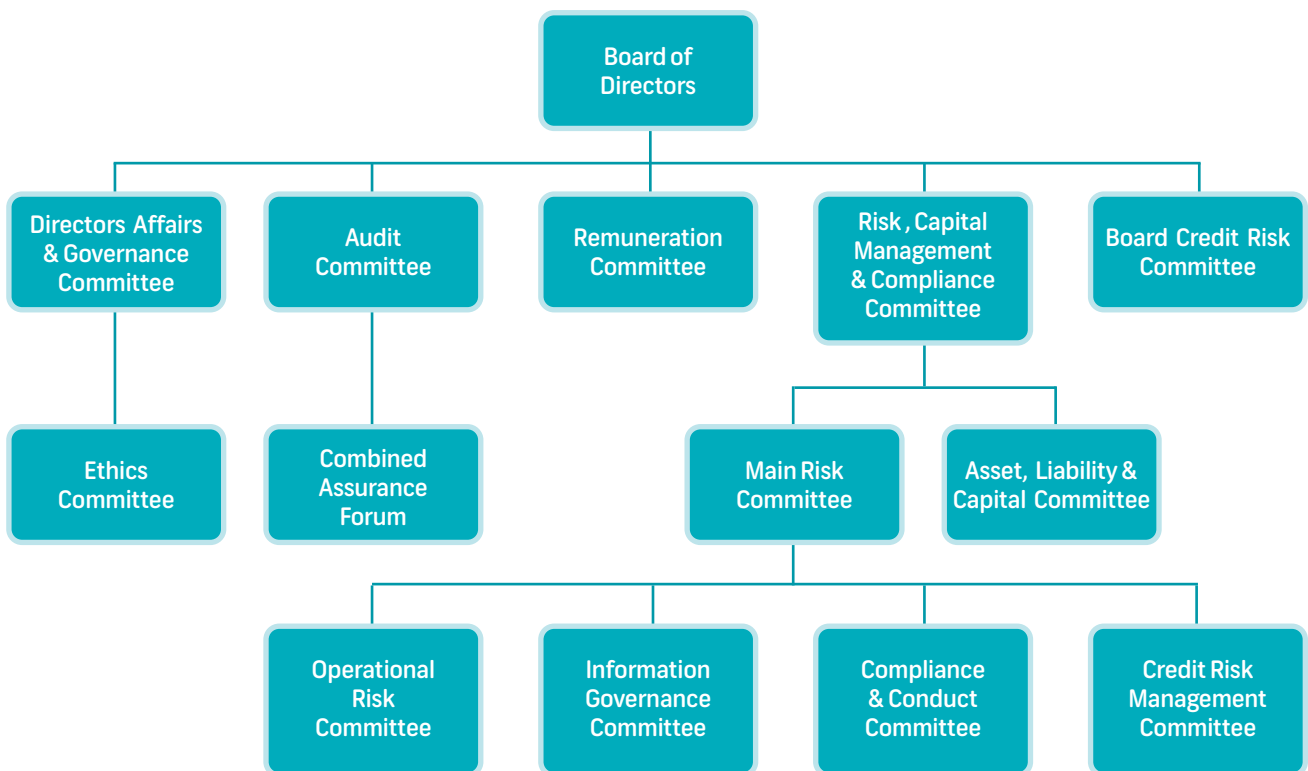 Board of
Directors
Directors Affairs
& Governance
Committee
Audit
Committee
Remuneration
Committee
Risk , Capital
Management
& Compliance
Committee
Board Credit Risk
Committee
Ethics
Committee
Combined
Assurance
Forum
Main Risk
Committee
Asset, Liability &
Capital Committee
Operational
Risk
Committee
Information
Governance
Committee
Compliance
& Conduct
Committee
Credit Risk
Management
Committee